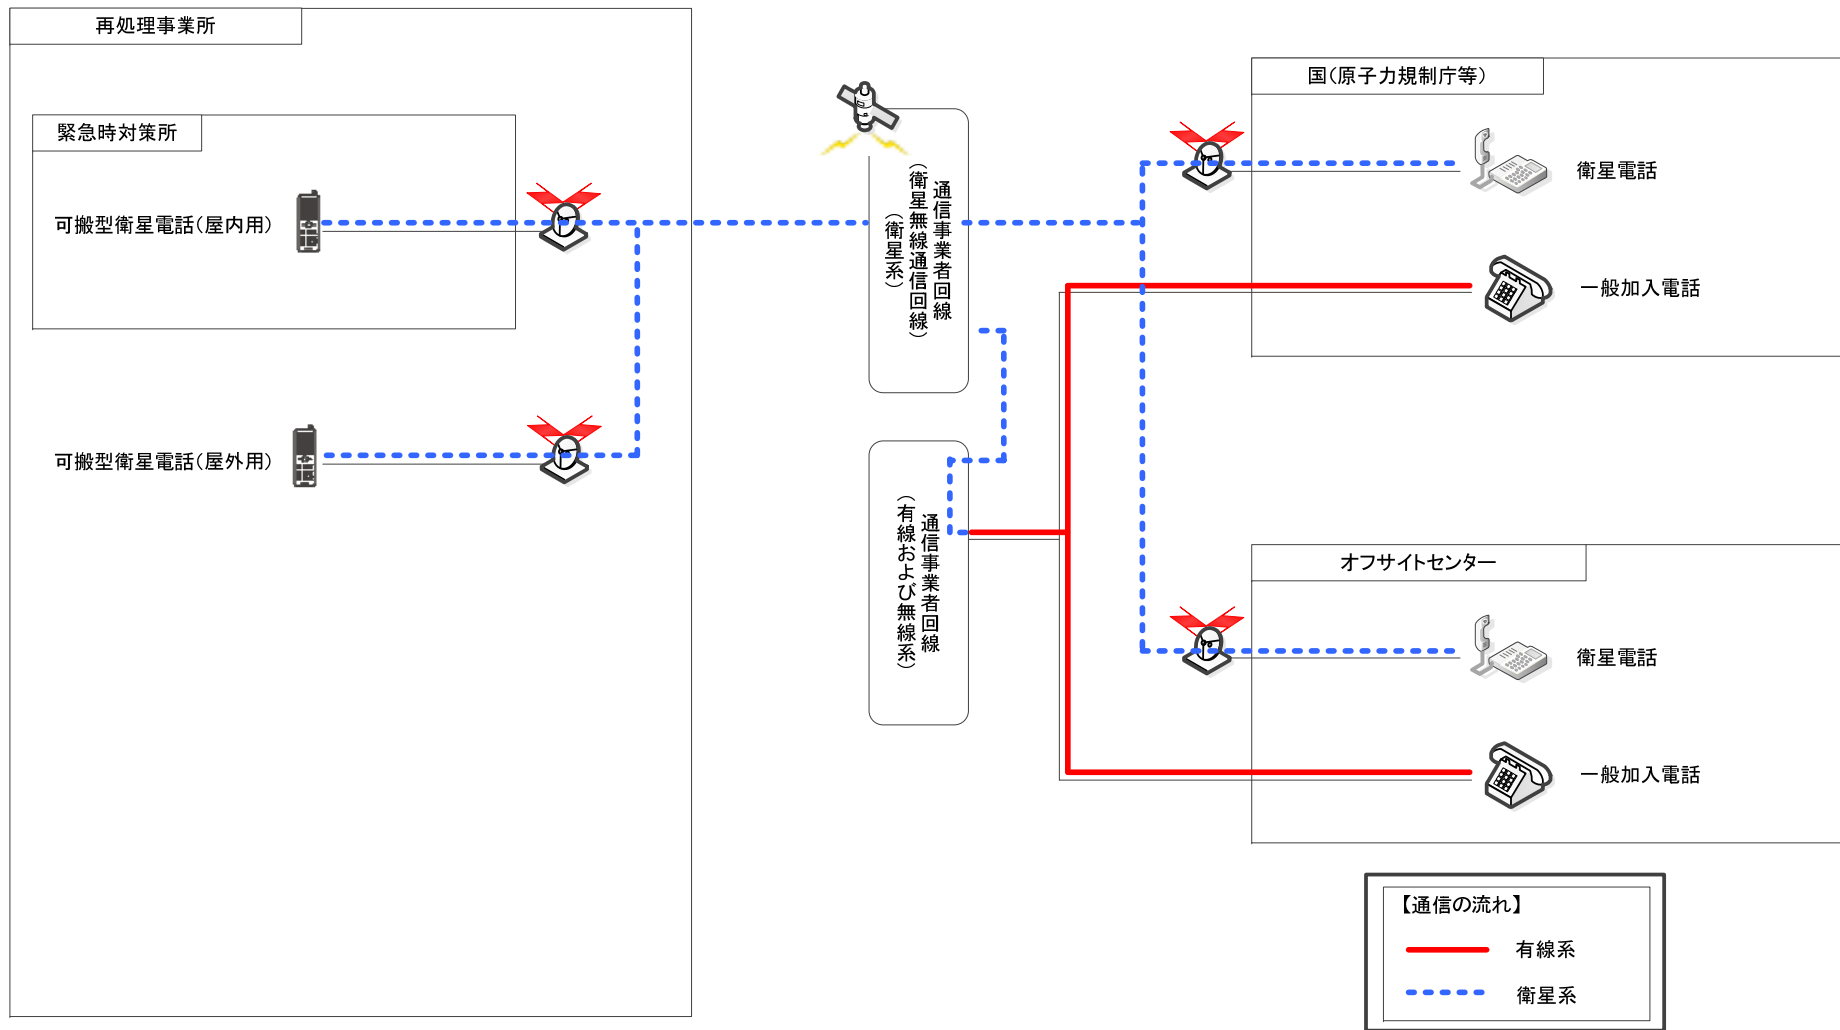 再処理事業所
緊急時対策所
可搬型衛星電話(屋内用)
可搬型衛星電話(屋外用)
通信事業者回線
(衛星無線通信回線)
(衛星系)
通信事業者回線
(有線および無線系)
国(原子力規制庁等)
衛星電話
一般加入電話
オフサイトセンター
衛星電話
一般加入電話
【通信の流れ】
有線系
衛星系